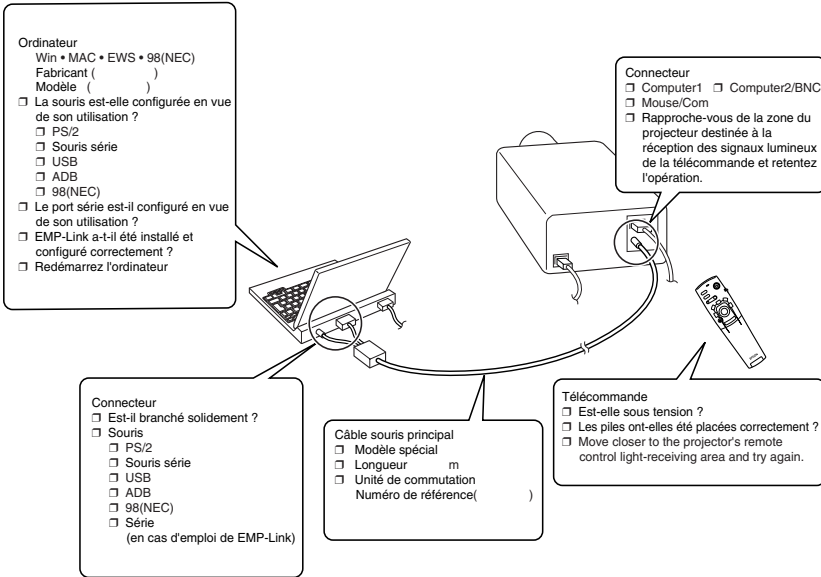 Ordinateur
Win • MAC • EWS • 98(NEC)
Fabricant ( )
Modèle ( )
❒ La souris est-elle configurée en vue
de son utilisation ?
❒ PS/2
❒ Souris série
❒ USB
❒ ADB
❒ 98(NEC)
❒ Le port série est-il configuré en vue
de son utilisation ?
❒ EMP-Link a-t-il été installé et
configuré correctement ?
❒ Redémarrez l'ordinateur
Connecteur
❒ Computer1 ❒ Computer2/BNC
❒ Mouse/Com
❒ Rapproche-vous de la zone du
projecteur destinée à la
réception des signaux lumineux
de la télécommande et retentez
l'opération.
Connecteur
❒ Est-il branché solidement ?
❒ Souris
❒ PS/2
❒ Souris série
❒ USB
❒ ADB
❒ 98(NEC)
❒ Série
(en cas d'emploi de EMP-Link)
Câble souris principal
❒ Modèle spécial
❒ Longueur m
❒ Unité de commutation
Numéro de référence( )
Télécommande
❒ Est-elle sous tension ?
❒ Les piles ont-elles été placées correctement ?
❒ Move closer to the projector's remote
control light-receiving area and try again.